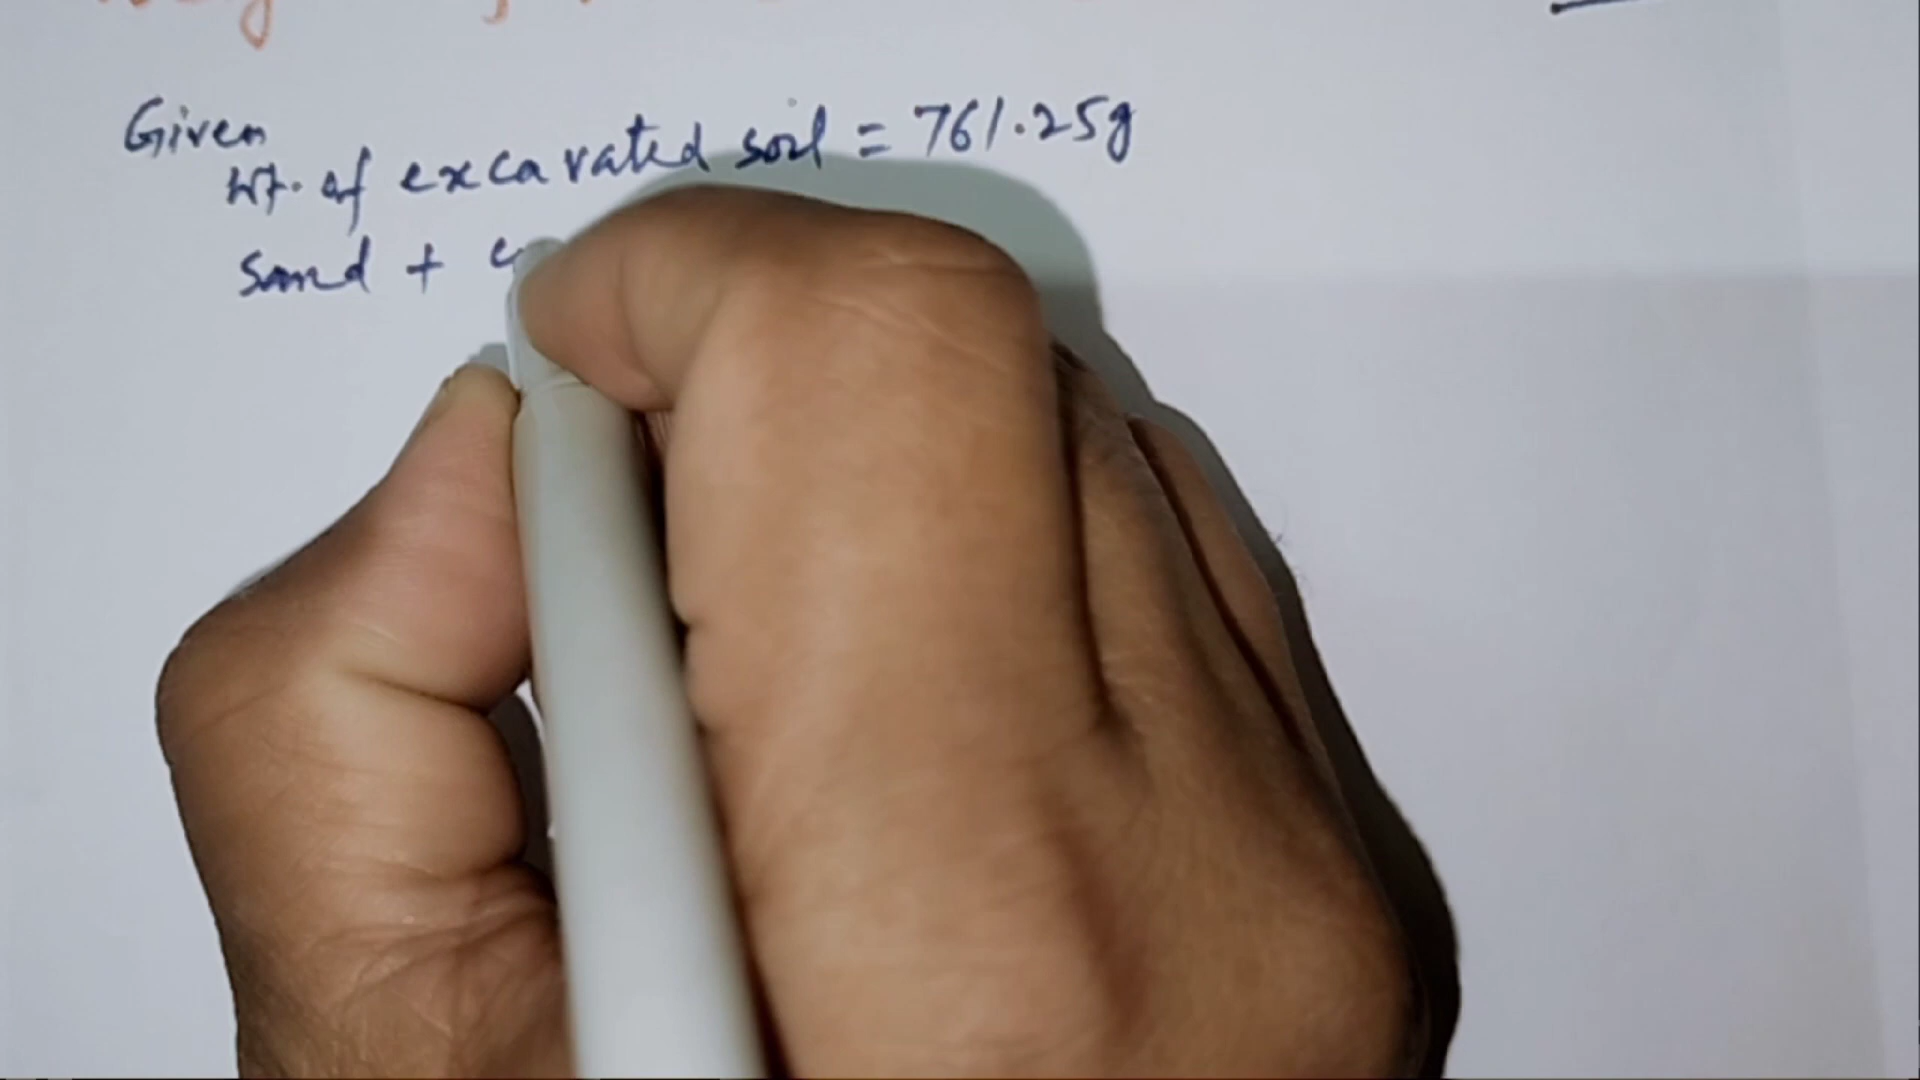 Given
Wt. of excavated soil = 761.25g
Sand +